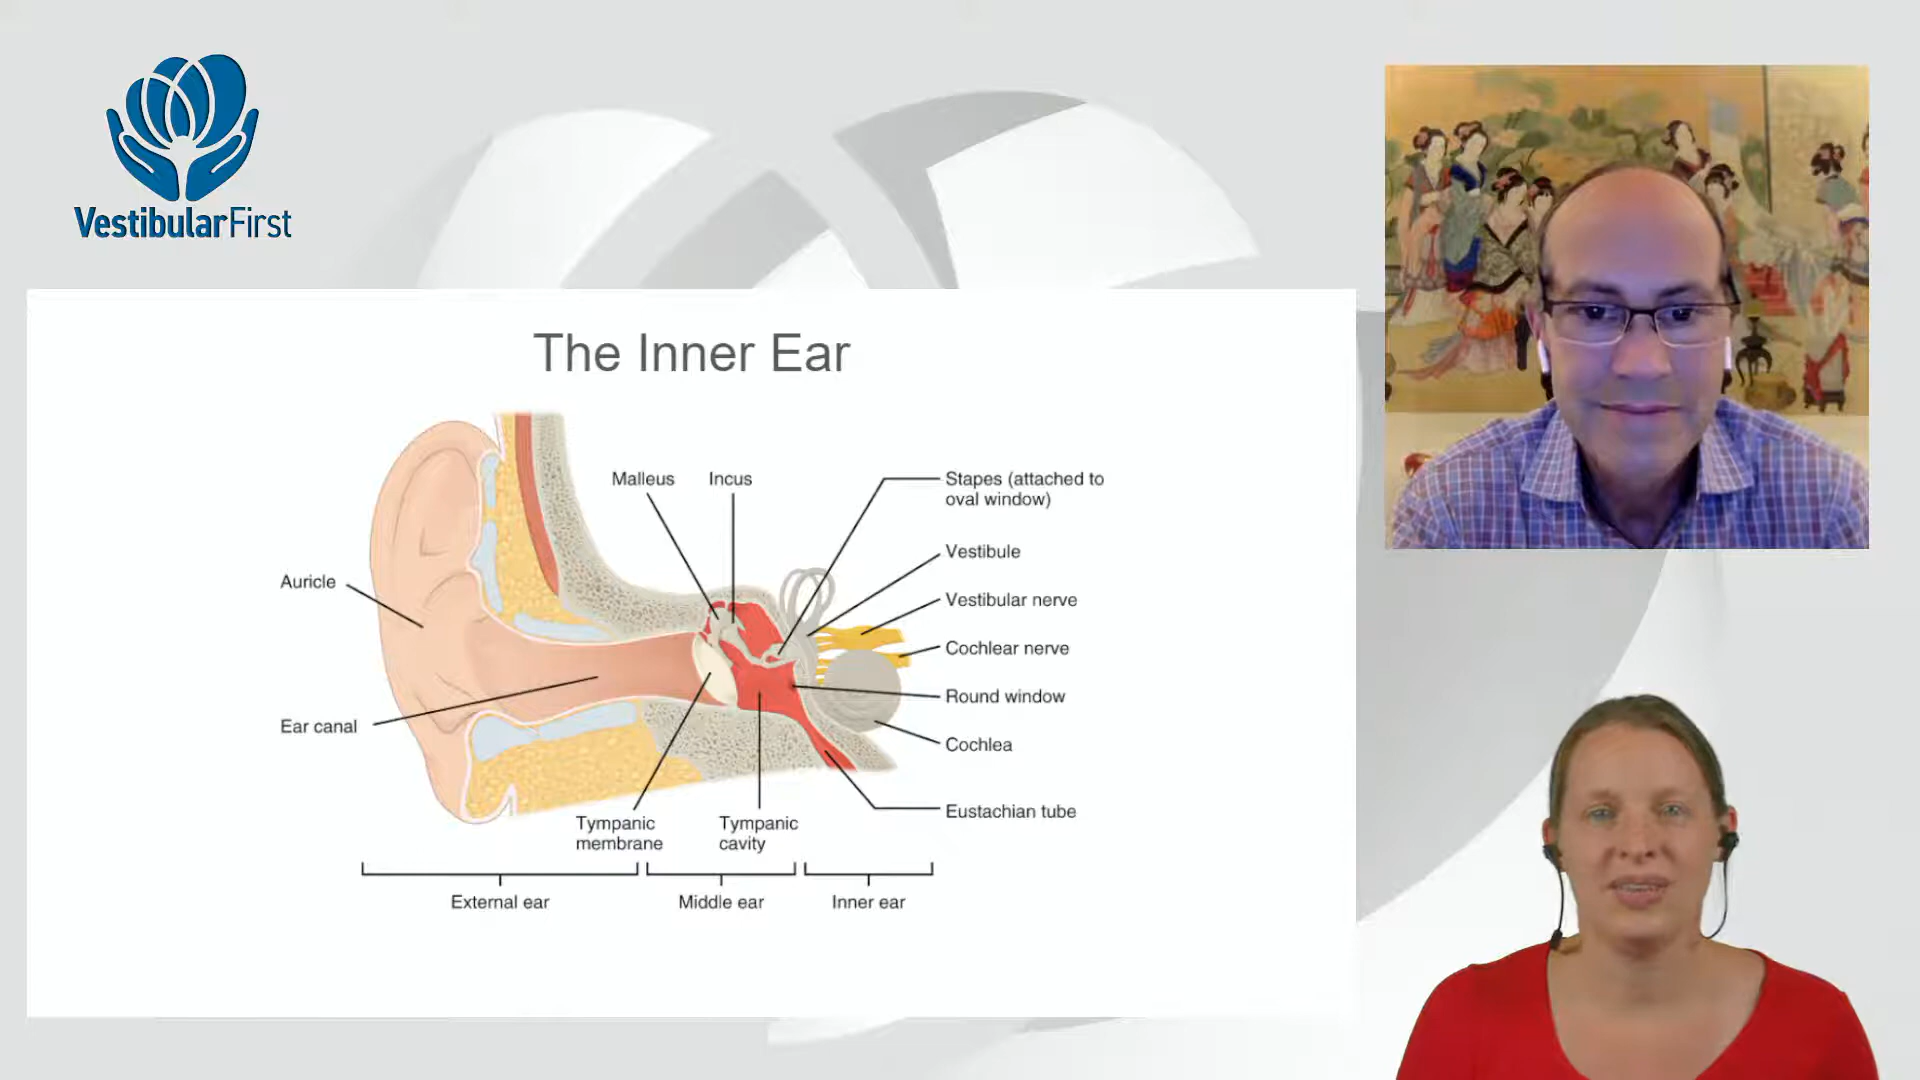 VestibularFirst
The Inner Ear
Malleus
Incus
Stapes (attached to
oval window)
Vestibule
Auricle
Vestibular nerve
Cochlear nerve
Round window
Ear canal
Cochlea
Eustachian tube
Tympanic
membrane
Tympanic
cavity
External ear
Middle ear
Inner ear